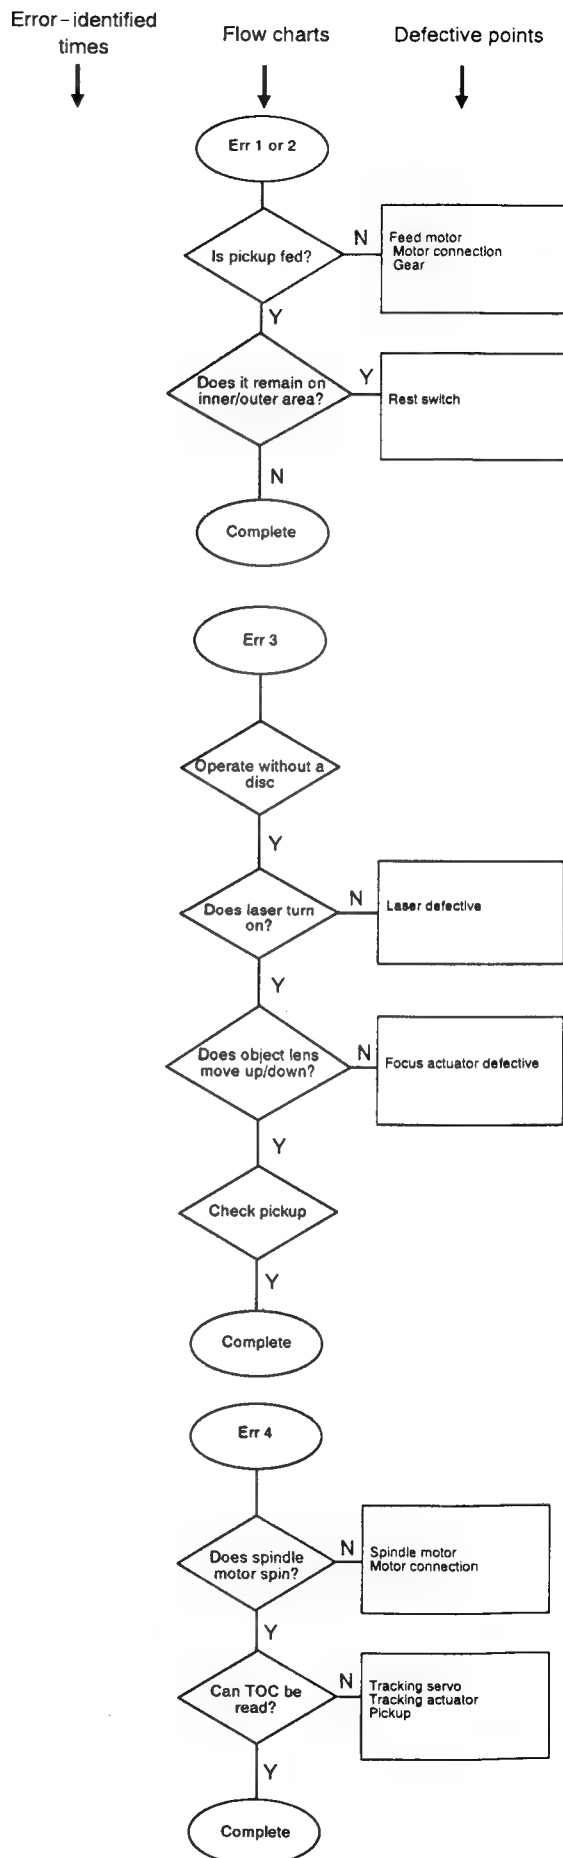 Error-identified
times
Flow charts
Defective points
Err 1 or 2
Is pickup fed?
N
Feed motor
Motor connection
Gear
Y
Does it remain on
inner/outer area?
Y
Rest switch
N
Complete
Err 3
Operate without a
disc
Y
Does laser turn
on?
N
Laser defective
Y
Does object lens
move up/down?
N
Focus actuator defective
Y
Check pickup
Y
Complete
Err 4
Does spindle
motor spin?
N
Spindle motor
Motor connection
Y
Can TOC be
read?
N
Tracking servo
Tracking actuator
Pickup
Y
Complete